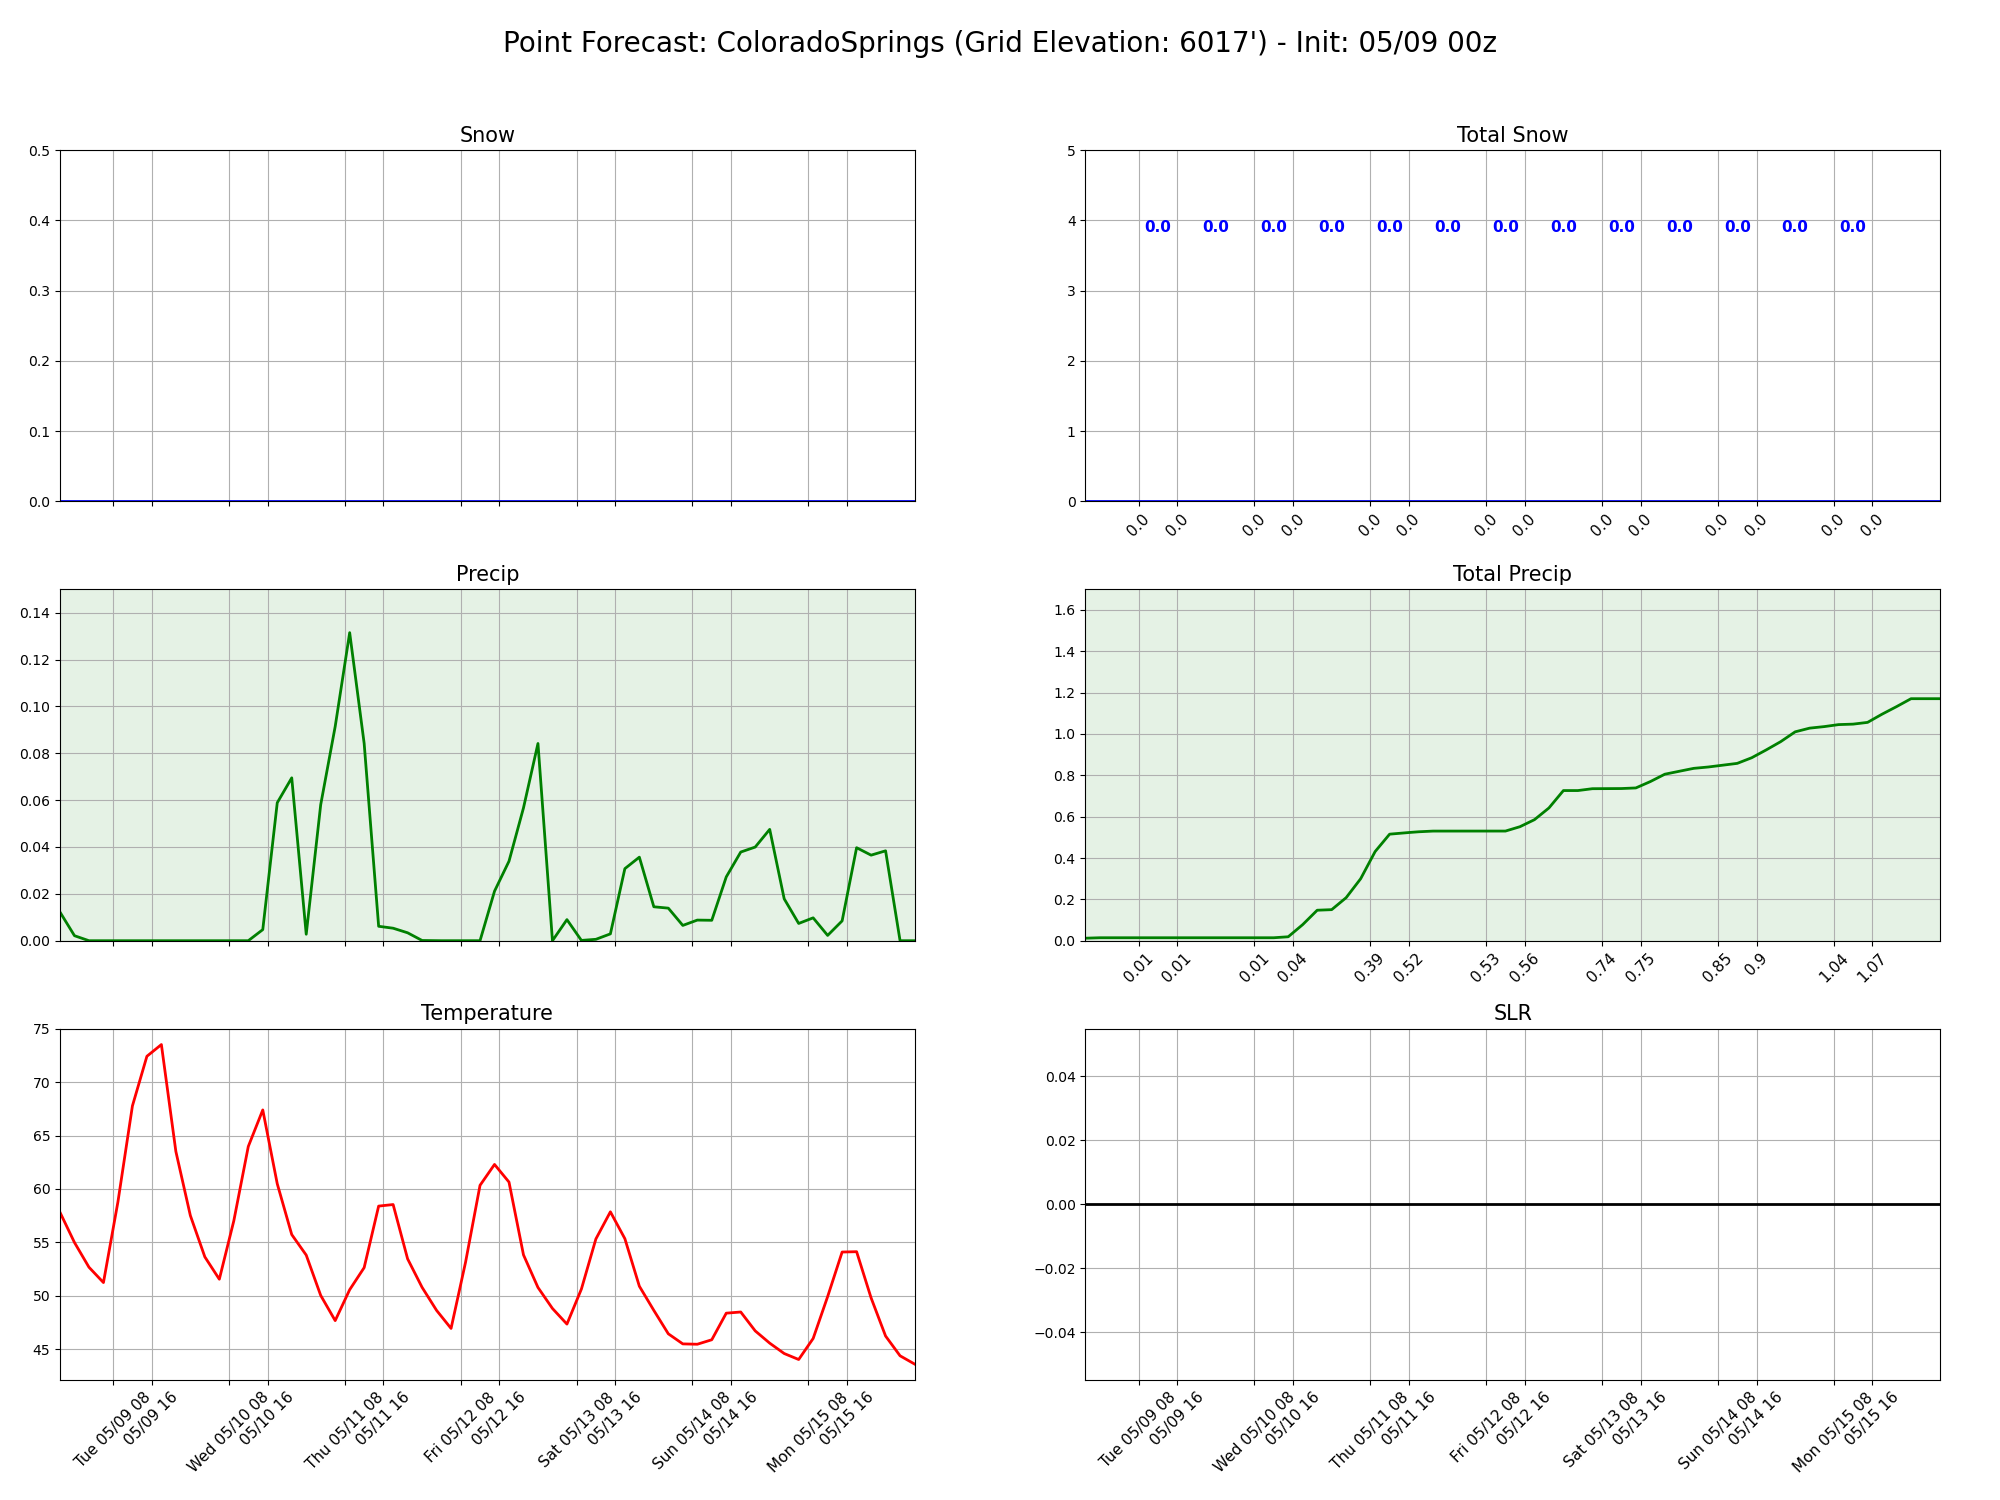 Point Forecast: ColoradoSprings (Grid Elevation: 6017') - Init: 05/09 00z
Snow
0.5
0.4
0.3
0.2
0.1
0.0
Total Snow
5
4
3
2
1
0
0.0 0.0 0.0 0.0 0.0 0.0 0.0 0.0 0.0 0.0 0.0 0.0 0.0
0.0 0.0 0.0 0.0 0.0 0.0 0.0 0.0 0.0 0.0 0.0 0.0 0.0 0.0
Precip
0.14
0.12
0.10
0.08
0.06
0.04
0.02
0.00
Total Precip
1.6
1.4
1.2
1.0
0.8
0.6
0.4
0.2
0.0
0.01 0.01 0.01 0.04 0.39 0.52 0.53 0.56 0.74 0.75 0.85 0.9 1.04 1.07
Temperature
75
70
65
60
55
50
45
Tue 05/09 08
05/09 16
Wed 05/10 08
05/10 16
Thu 05/11 08
05/11 16
Fri 05/12 08
05/12 16
Sat 05/13 08
05/13 16
Sun 05/14 08
05/14 16
Mon 05/15 08
05/15 16
SLR
0.04
0.02
0.00
−0.02
−0.04
Tue 05/09 08
05/09 16
Wed 05/10 08
05/10 16
Thu 05/11 08
05/11 16
Fri 05/12 08
05/12 16
Sat 05/13 08
05/13 16
Sun 05/14 08
05/14 16
Mon 05/15 08
05/15 16